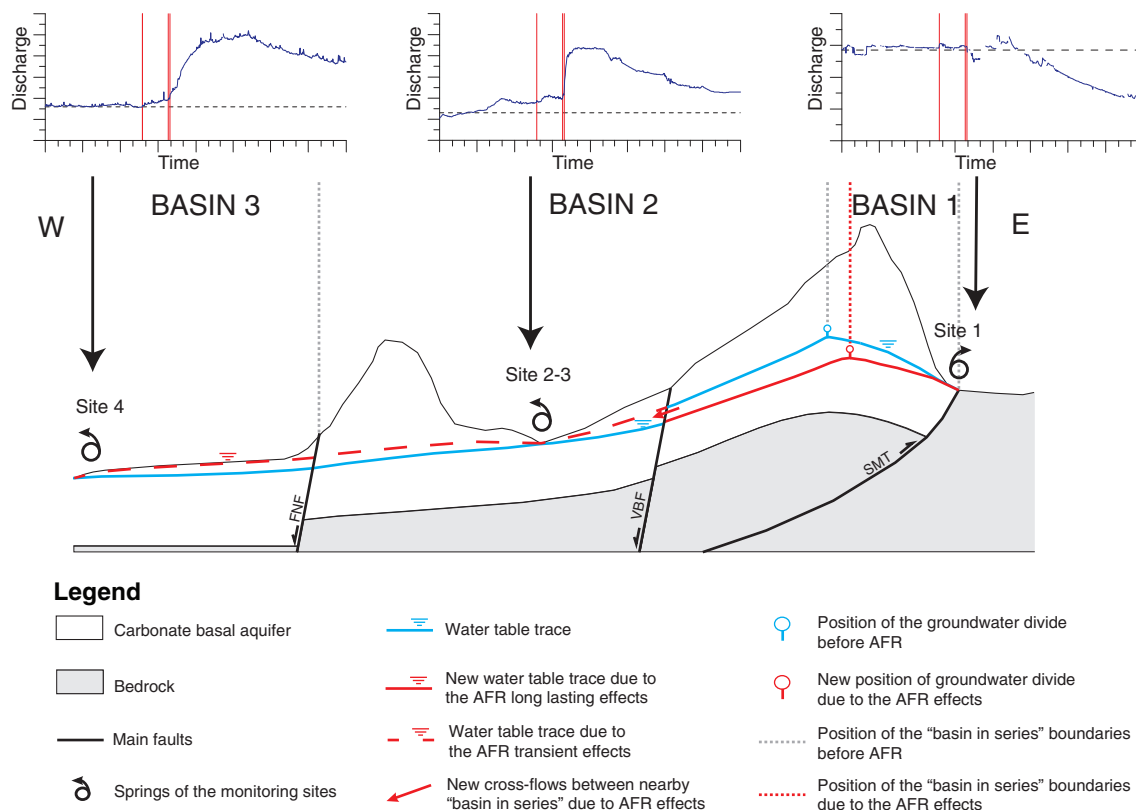 Discharge
Time
Discharge
Time
Discharge
Time
BASIN 3
BASIN 2
BASIN 1
W
E
Site 1
Site 2-3
Site 4
FNF
VBF
SMT
Legend
Carbonate basal aquifer
Bedrock
Main faults
Springs of the monitoring sites
Water table trace
New water table trace due to
the AFR long lasting effects
Water table trace due to
the AFR transient effects
New cross-flows between nearby
“basin in series” due to AFR effects
Position of the groundwater divide
before AFR
New position of groundwater divide
due to the AFR effects
Position of the “basin in series” boundaries
before AFR
Position of the “basin in series” boundaries
due to the AFR effects